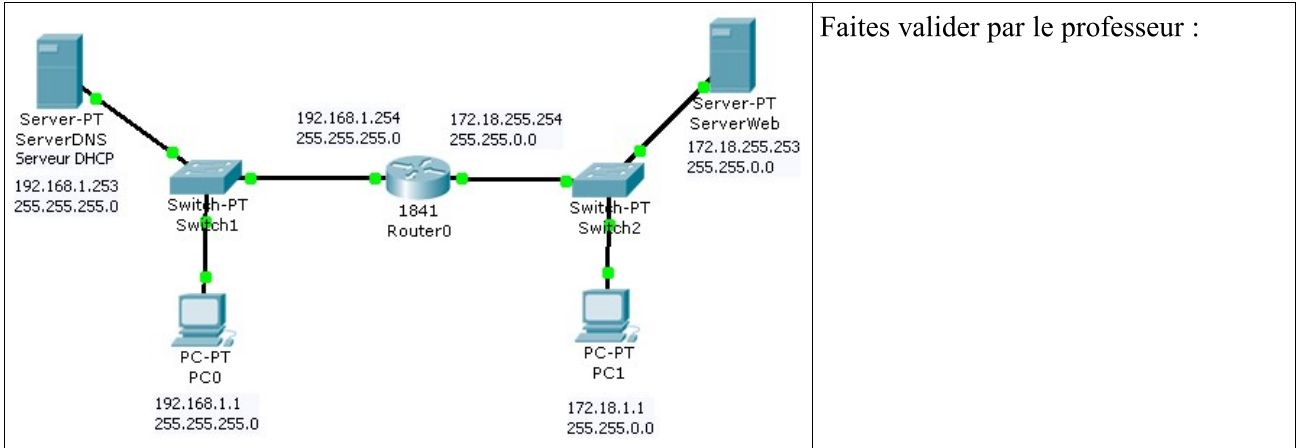 Faites valider par le professeur :
Server-PT
ServerDNS
Serveur DHCP
192.168.1.253
255.255.255.0
Switch-PT
Switch1
192.168.1.254
255.255.255.0
172.18.255.254
255.255.0.0
1841
Router0
Server-PT
ServerWeb
172.18.255.253
255.255.0.0
Switch-PT
Switch2
PC-PT
PC0
192.168.1.1
255.255.255.0
PC-PT
PC1
172.18.1.1
255.255.0.0